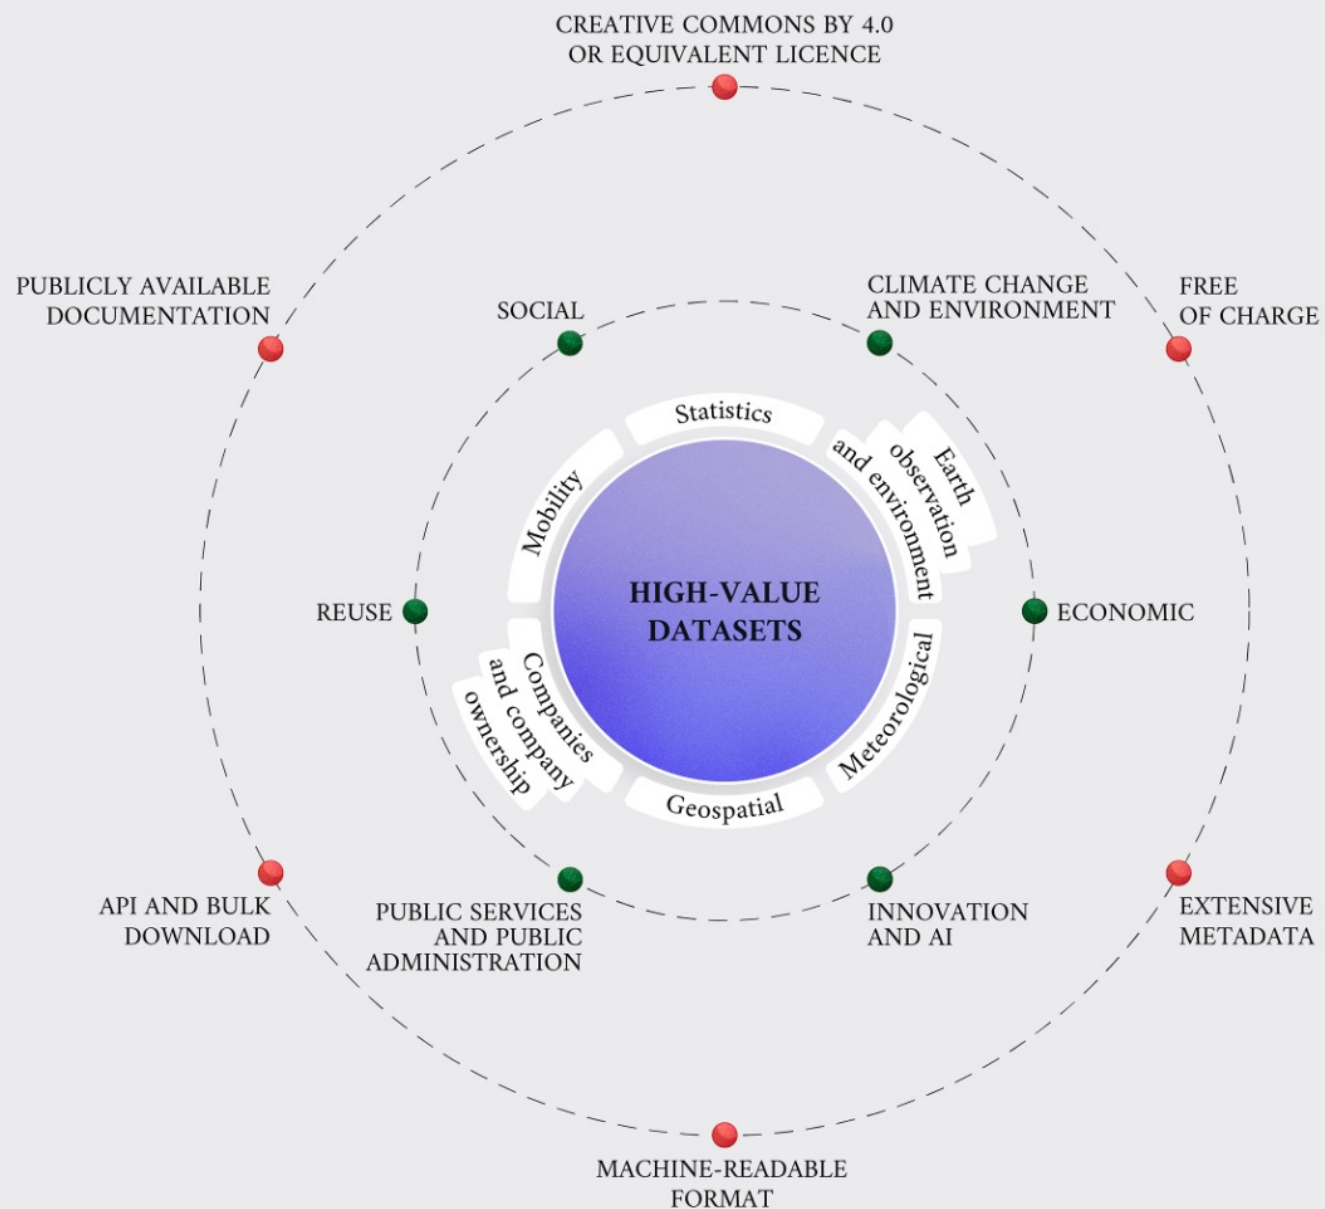 CREATIVE COMMONS BY 4.0
OR EQUIVALENT LICENCE
PUBLICLY AVAILABLE
DOCUMENTATION
SOCIAL
CLIMATE CHANGE
AND ENVIRONMENT
FREE
OF CHARGE
Statistics
Mobility
Earth
observation
and environment
HIGH-VALUE
DATASETS
REUSE
ECONOMIC
Companies
and company
ownership
Meteorological
Geospatial
API AND BULK
DOWNLOAD
PUBLIC SERVICES
AND PUBLIC
ADMINISTRATION
INNOVATION
AND AI
EXTENSIVE
METADATA
MACHINE-READABLE
FORMAT